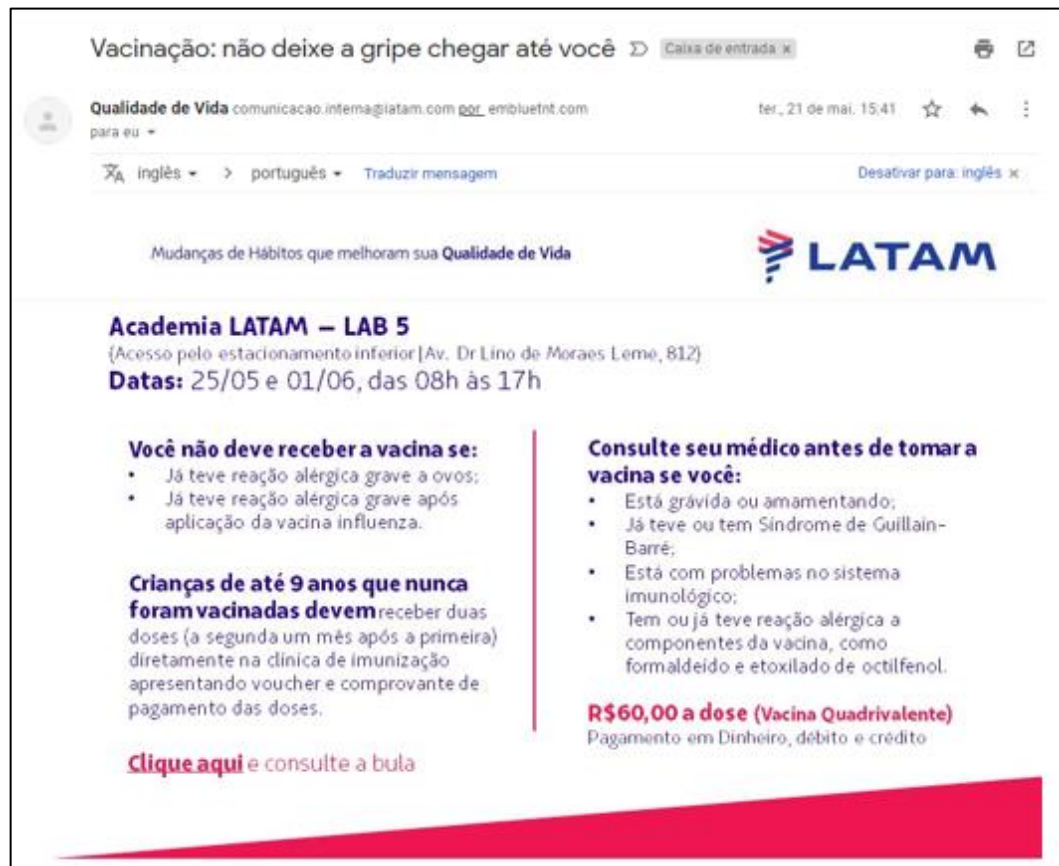 Vacinação: não deixe a gripe chegar até você Caixa de entrada x
Qualidade de Vida comunicacao.interna@latam.com por embluetnt.com ter., 21 de mai. 15:41
para eu
inglês > português Traduzir mensagem Desativar para: inglês x
Mudanças de Hábitos que melhoram sua Qualidade de Vida
LATAM
Academia LATAM – LAB 5
(Acesso pelo estacionamento inferior|Av. Dr Lino de Moraes Leme, 812)
Datas: 25/05 e 01/06, das 08h às 17h
Você não deve receber a vacina se:
• Já teve reação alérgica grave a ovos;
• Já teve reação alérgica grave após
aplicação da vacina influenza.
Crianças de até 9 anos que nunca
foram vacinadas devem receber duas
doses (a segunda um mês após a primeira)
diretamente na clínica de imunização
apresentando voucher e comprovante de
pagamento das doses.
Clique aqui e consulte a bula
Consulte seu médico antes de tomar a
vacina se você:
• Está grávida ou amamentando;
• Já teve ou tem Síndrome de Guillain-
Barré;
• Está com problemas no sistema
imunológico;
• Tem ou já teve reação alérgica a
componentes da vacina, como
formaldeído e etoxilado de octilfenol.
R$60,00 a dose (Vacina Quadrivalente)
Pagamento em Dinheiro, débito e crédito